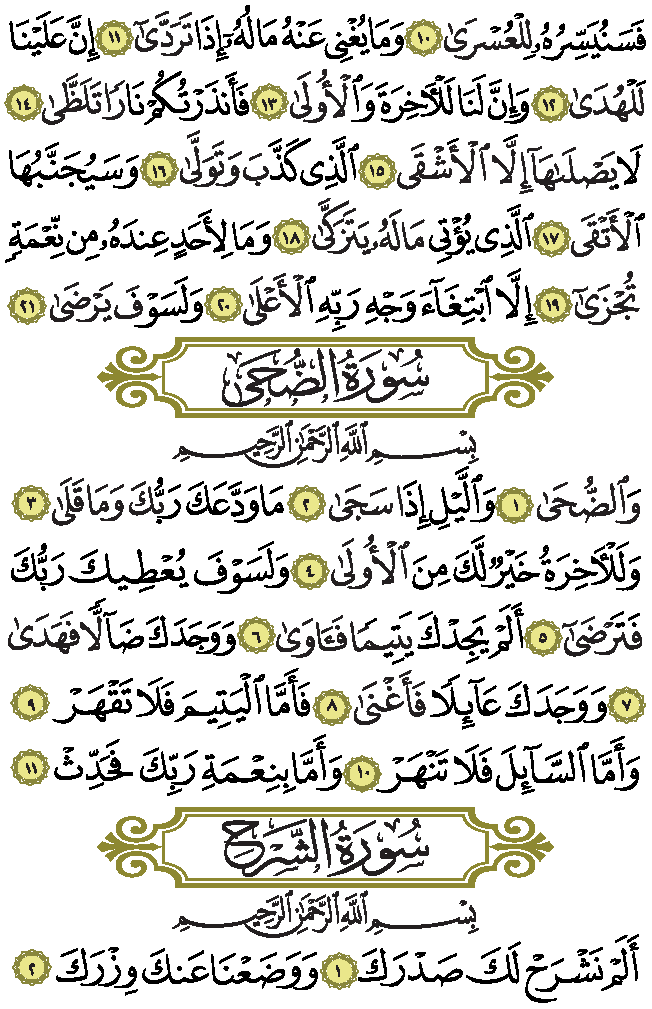 فَسَنُيَسِّرُهُۥ لِلْعُسْرَىٰ ١٠ وَمَا يُغْنِى عَنْهُ مَالُهُۥٓ إِذَا تَرَدَّىٰٓ ١١ إِنَّ عَلَيْنَا
لَلْهُدَىٰ ١٢ وَإِنَّ لَنَا لَلْـَٔاخِرَةَ وَٱلْأُولَىٰ ١٣ فَأَنذَرْتُكُمْ نَارًا تَلَظَّىٰ ١٤
لَا يَصْلَىٰهَآ إِلَّا ٱلْأَشْقَى ١٥ ٱلَّذِى كَذَّبَ وَتَوَلَّىٰ ١٦ وَسَيُجَنَّبُهَا
ٱلْأَتْقَى ١٧ ٱلَّذِى يُؤْتِى مَالَهُۥ يَتَزَكَّىٰ ١٨ وَمَا لِأَحَدٍ عِندَهُۥ مِن نِّعْمَةٍ
تُجْزَىٰٓ ١٩ إِلَّا ٱبْتِغَآءَ وَجْهِ رَبِّهِ ٱلْأَعْلَىٰ ٢٠ وَلَسَوْفَ يَرْضَىٰ ٢١
سُورَةُ الضُّحَىٰ
بِسْمِ ٱللَّهِ ٱلرَّحْمَٰنِ ٱلرَّحِيمِ
وَٱلضُّحَىٰ ١ وَٱلَّيْلِ إِذَا سَجَىٰ ٢ مَا وَدَّعَكَ رَبُّكَ وَمَا قَلَىٰ ٣
وَلَلْـَٔاخِرَةُ خَيْرٌ لَّكَ مِنَ ٱلْأُولَىٰ ٤ وَلَسَوْفَ يُعْطِيكَ رَبُّكَ
فَتَرْضَىٰٓ ٥ أَلَمْ يَجِدْكَ يَتِيمًا فَـَٔاوَىٰ ٦ وَوَجَدَكَ ضَآلًّا فَهَدَىٰ
٧ وَوَجَدَكَ عَآئِلًا فَأَغْنَىٰ ٨ فَأَمَّا ٱلْيَتِيمَ فَلَا تَقْهَرْ ٩
وَأَمَّا ٱلسَّآئِلَ فَلَا تَنْهَرْ ١٠ وَأَمَّا بِنِعْمَةِ رَبِّكَ فَحَدِّثْ ١١
سُورَةُ الشَّرْحِ
بِسْمِ ٱللَّهِ ٱلرَّحْمَٰنِ ٱلرَّحِيمِ
أَلَمْ نَشْرَحْ لَكَ صَدْرَكَ ١ وَوَضَعْنَا عَنكَ وِزْرَكَ ٢